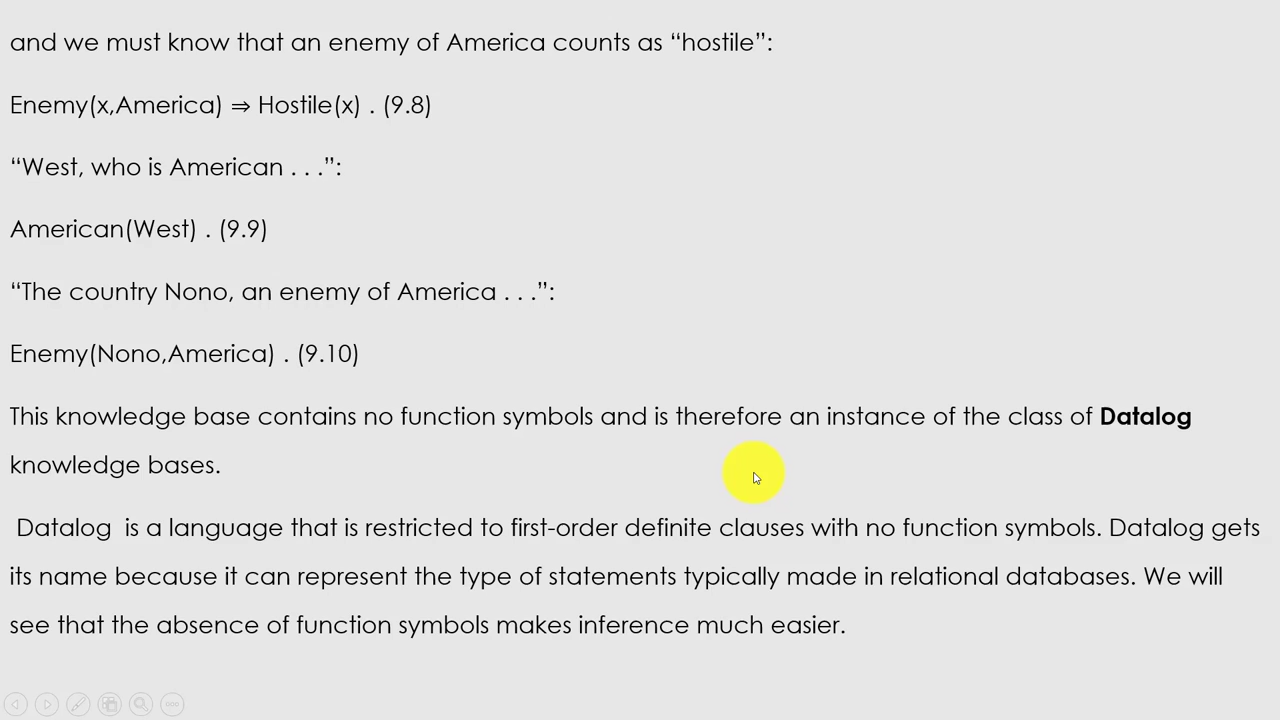 and we must know that an enemy of America counts as “hostile”:
Enemy(x,America) ⇒ Hostile(x) . (9.8)
“West, who is American . . .”:
American(West) . (9.9)
“The country Nono, an enemy of America . . .”:
Enemy(Nono,America) . (9.10)
This knowledge base contains no function symbols and is therefore an instance of the class of Datalog
knowledge bases.
Datalog  is a language that is restricted to first-order definite clauses with no function symbols. Datalog gets
its name because it can represent the type of statements typically made in relational databases. We will
see that the absence of function symbols makes inference much easier.